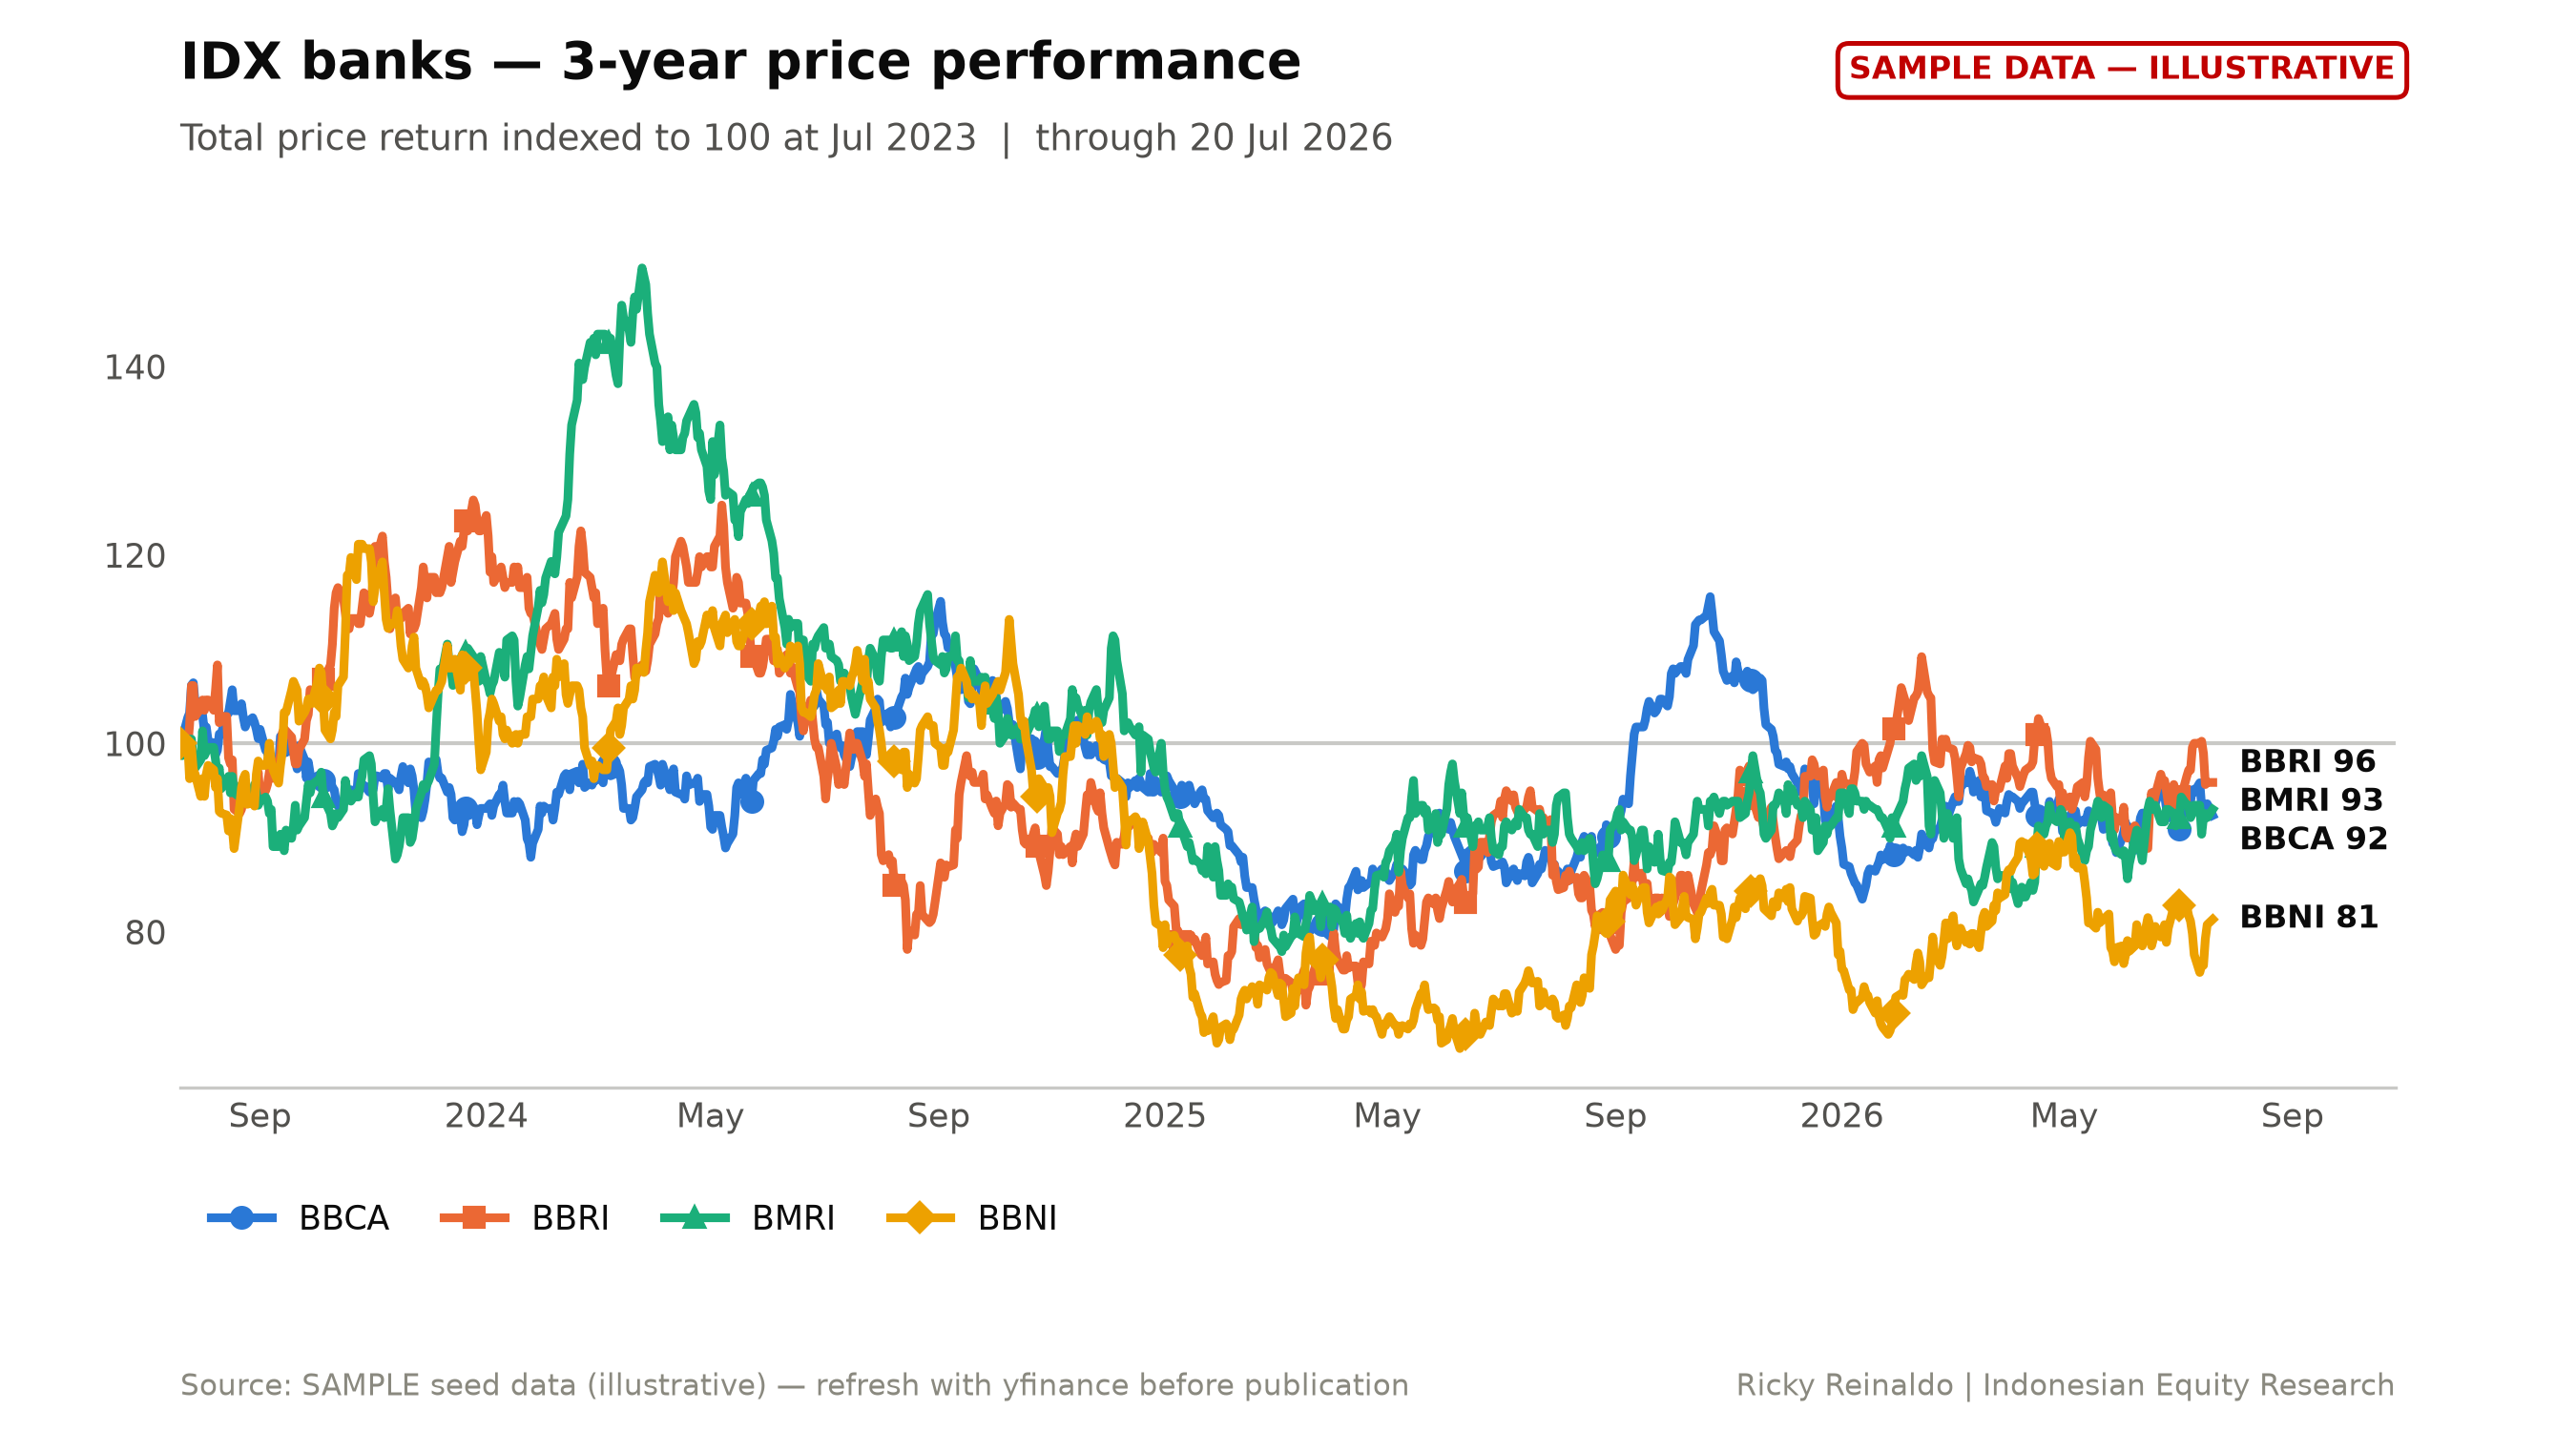 IDX banks — 3-year price performance
SAMPLE DATA — ILLUSTRATIVE
Total price return indexed to 100 at Jul 2023 | through 20 Jul 2026
140
120
100
80
BBRI 96
BMRI 93
BBCA 92
BBNI 81
Sep 2024 May Sep 2025 May Sep 2026 May Sep
BBCA BBRI BMRI BBNI
Source: SAMPLE seed data (illustrative) — refresh with yfinance before publication
Ricky Reinaldo | Indonesian Equity Research